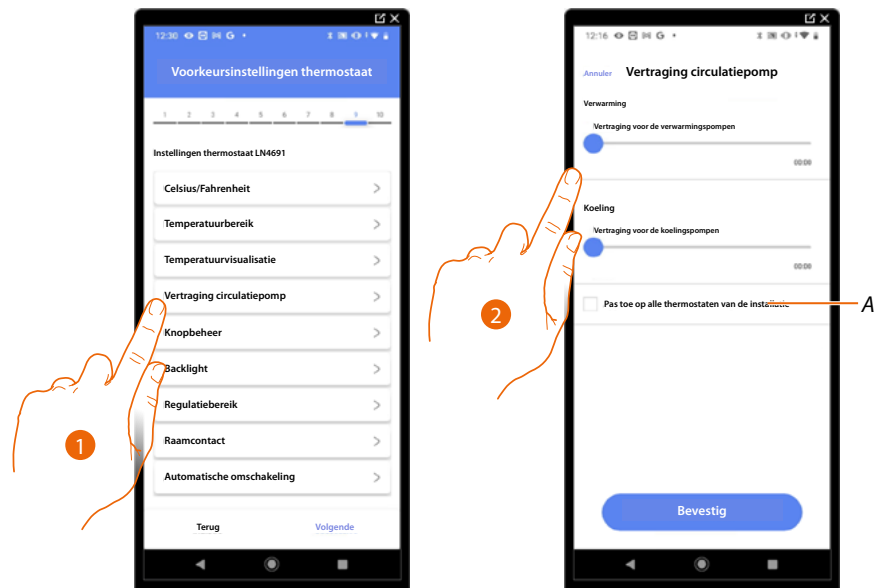 12:30
Voorkeursinstellingen thermostaat
1 2 3 4 5 6 7 8 9 10
Instellingen thermostaat LN4691
Celsius/Fahrenheit
Temperatuurbereik
Temperatuurvisualisatie
Vertraging circulatiepomp
Knopbeheer
Backlight
Regulatiebereik
Raamcontact
Automatische omschakeling
Terug Volgende
1
12:16
Annuler Vertraging circulatiepomp
Verwarming
Vertraging voor de verwarmingspompen
00:08
Koeling
Vertraging voor de koelingspompen
00:08
Pas toe op alle thermostaten van de installatie
A
Bevestig
2